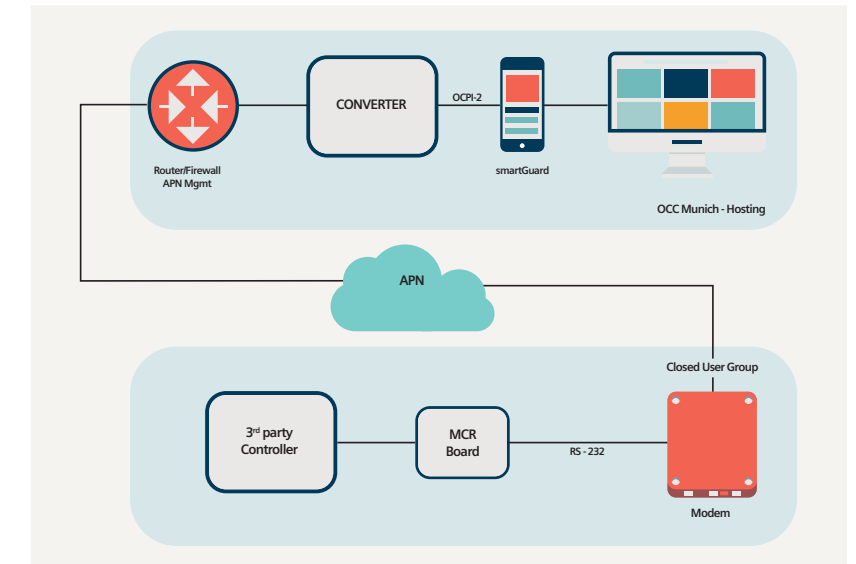 CONVERTER
OCPI-2
Router/Firewall
APN Mgmt
smartGuard
OCC Munich - Hosting
APN
Closed User Group
3rd party
Controller
MCR
Board
RS - 232
Modem